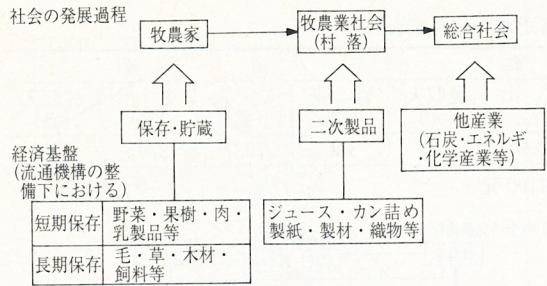 社会の発展過程
牧農家
牧農業社会
(村 落)
総合社会
保存・貯蔵
二次製品
他産業
(石炭・エネルギ
・化学産業等)
経済基盤
(流通機構の整
備下における)
短期保存
野菜・果樹・肉・
乳製品等
長期保存
毛・草・木材・
飼料等
ジュース・カン詰め
製紙・製材・織物等